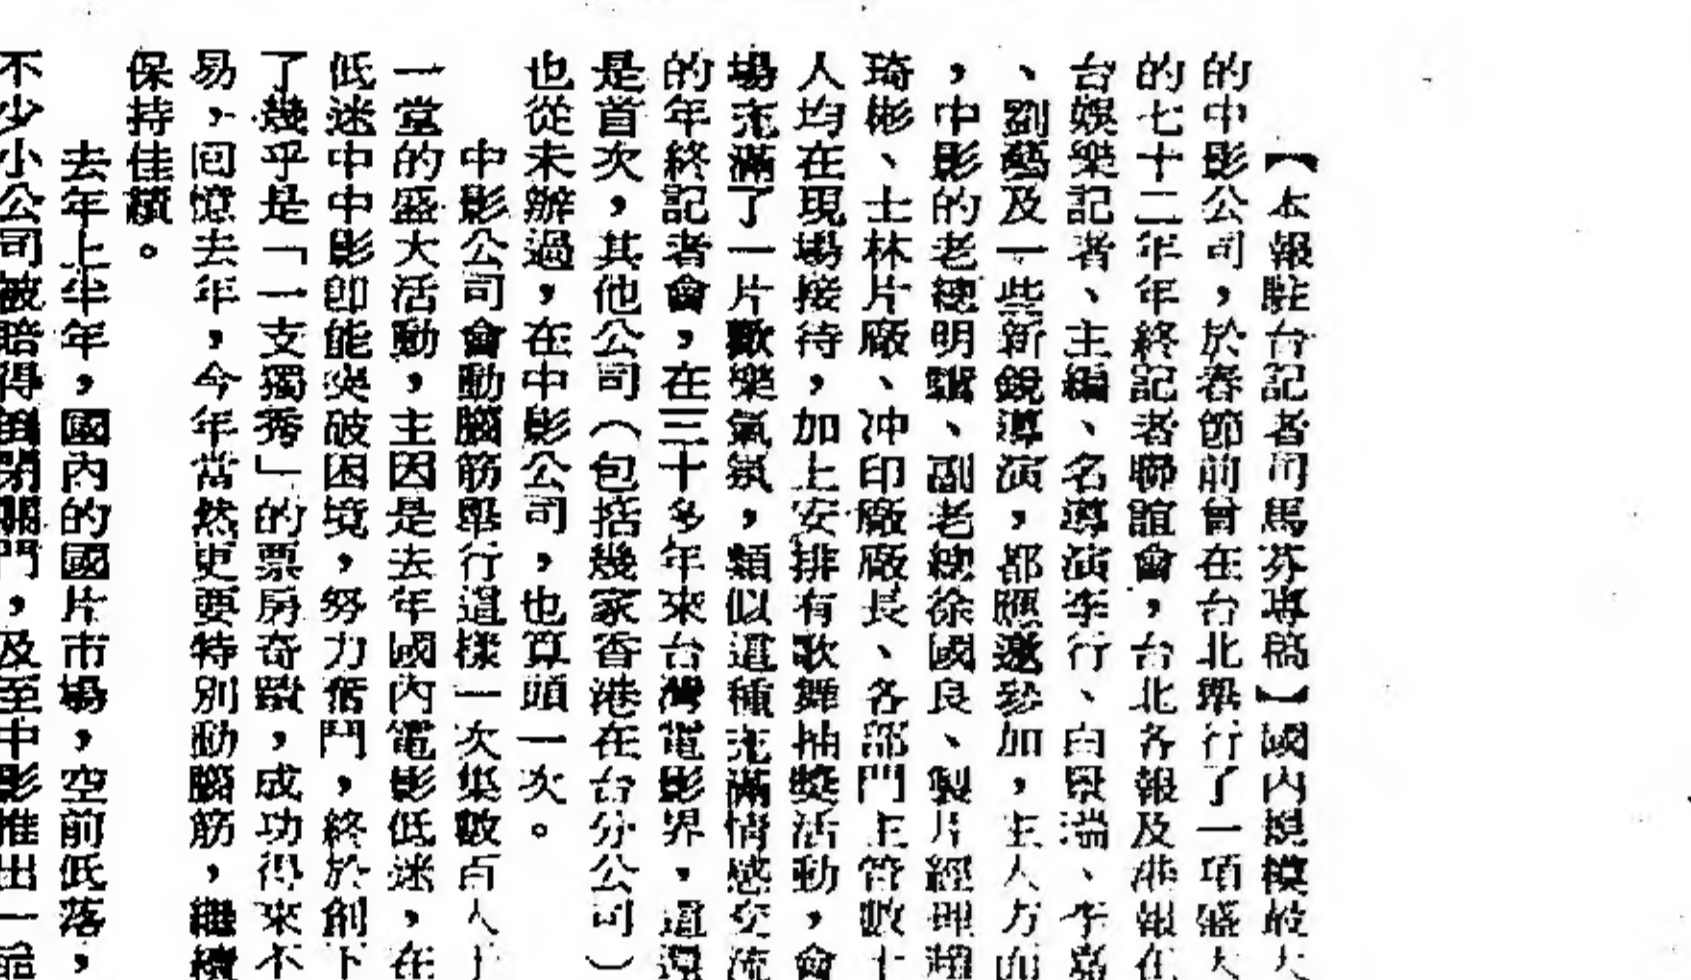 【本報駐台記者司馬芬專稿】國內規模最大
的中影公司，於春節前曾在台北舉行了一項盛大
的七十二年年終記者聯誼會，台北各報及港報在
台娛樂記者、主編、名導演李行、白景瑞、李嘉
、劉藝及一些新銳導演，都應邀參加，主人方面
，中影的老總明驥、副老總徐國良、製片經理趙
琦彬、士林片廠、冲印廠廠長、各部門主管數十
人均在現場接待，加上安排有歌舞抽獎活動，會
場充滿了一片歡樂氣氛，類似這種充滿情感交流
的年終記者會，在三十多年來台灣電影界，這還
是首次，其他公司（包括幾家香港在台分公司）
也從未辦過，在中影公司，也算頭一次。
中影公司會動腦筋舉行這樣一次集數百人於
一堂的盛大活動，主因是去年國內電影低迷，在
低迷中中影卽能突破困境，努力奮鬥，終於創下
了幾乎是「一支獨秀」的票房奇蹟，成功得來不
易，回憶去年，今年當然更要特別動腦筋，繼續
保持佳績。
去年上半年，國內的國片市場，空前低落，
不少小公司被賠得倒閉關門，及至中影推出一